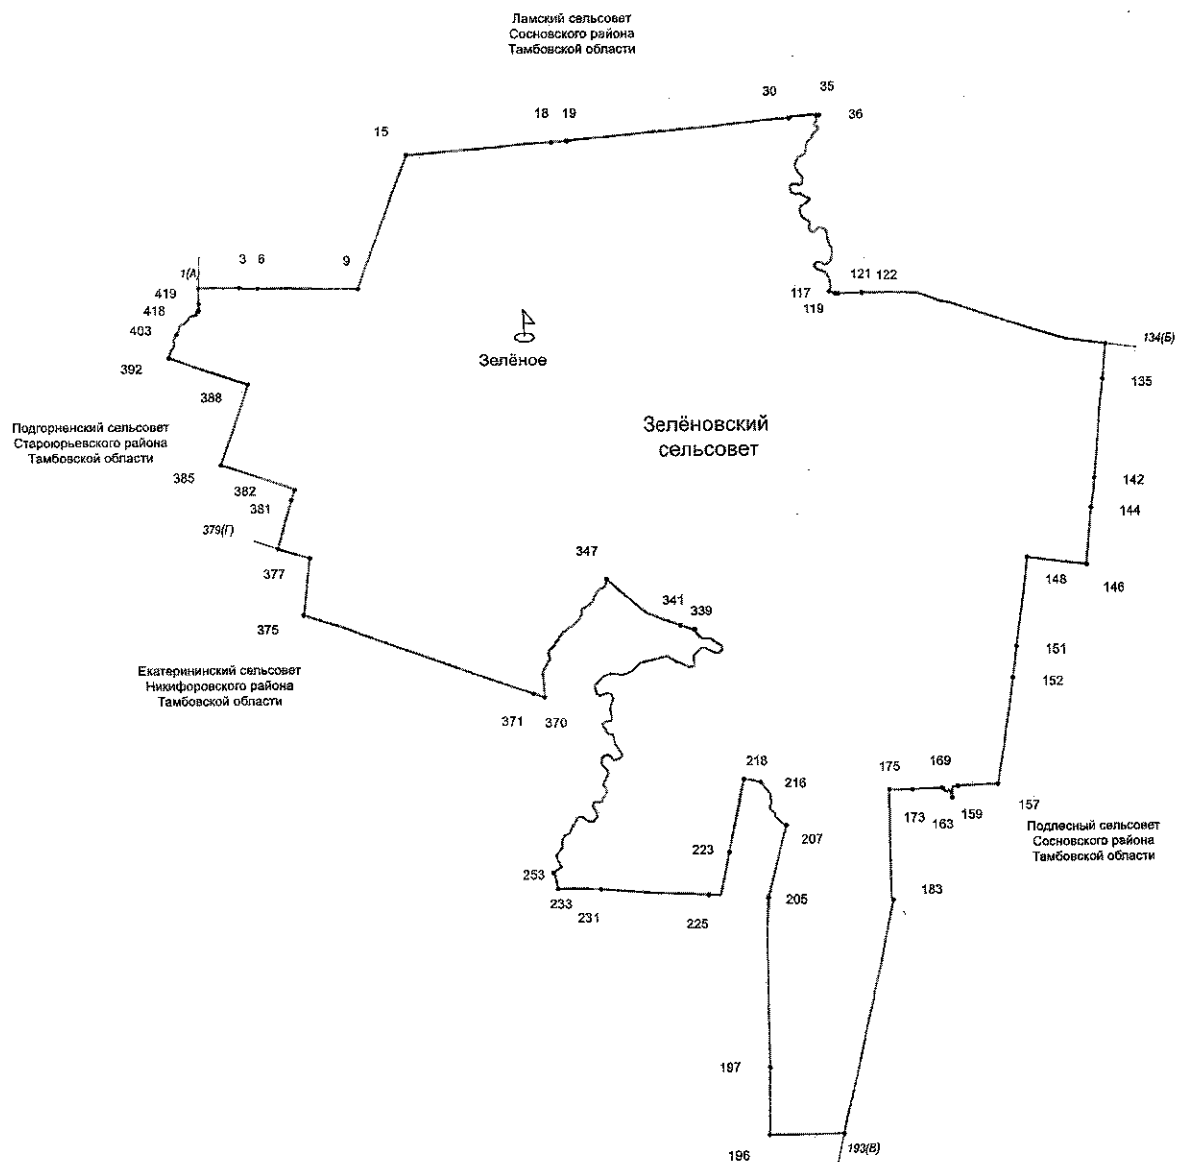 Ламский сельсовет
Сосновского района
Тамбовской области
35
30
36
18 19
15
1(А)
3 6
9
419
418
403
392
388
121 122
117
119
134(Б)
135
Зелёное
Зелёновский
сельсовет
Подгорненский сельсовет
Староюрьевского района
Тамбовской области
385
382
381
379(Г)
377
375
142
144
148
146
347
341
339
151
152
Екатерининский сельсовет
Никифоровского района
Тамбовской области
371
370
218
216
175
169
173
163
159
157
Подлесный сельсовет
Сосновского района
Тамбовской области
207
223
253
233
231
225
205
183
197
196
193(В)